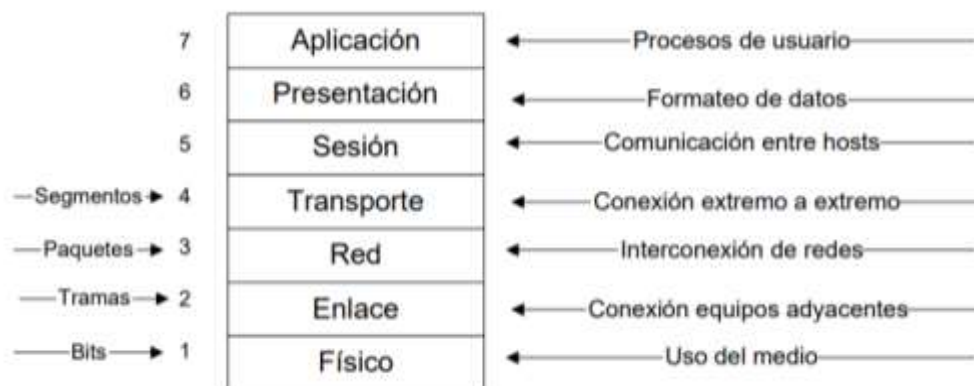 7 Aplicación Procesos de usuario
6 Presentación Formateo de datos
5 Sesión Comunicación entre hosts
Segmentos 4 Transporte Conexión extremo a extremo
Paquetes 3 Red Interconexión de redes
Tramas 2 Enlace Conexión equipos adyacentes
Bits 1 Físico Uso del medio